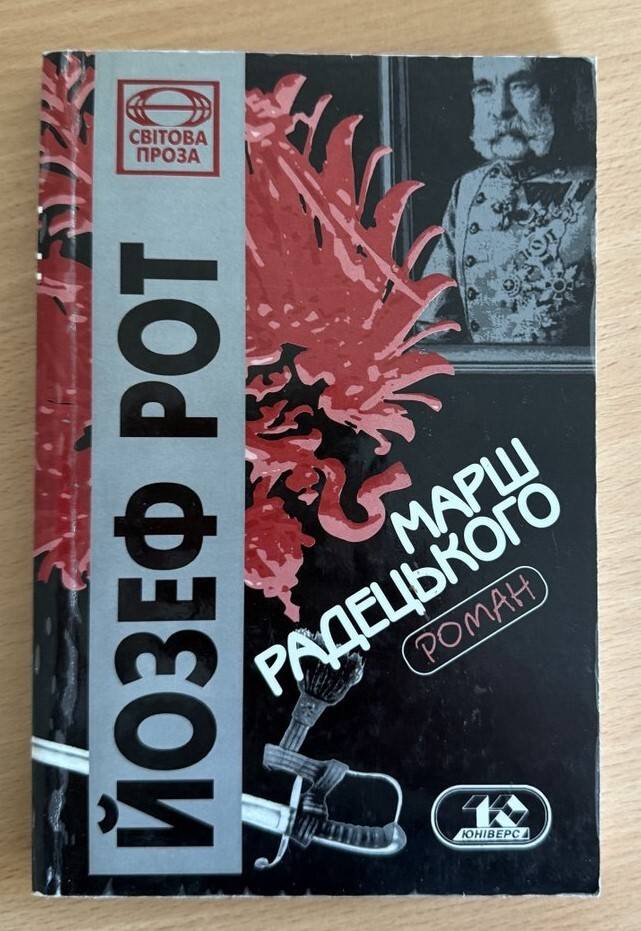 СВІТОВА
ПРОЗА
ЙОЗЕФ РОТ
МАРШ
РАДЕЦЬКОГО
РОМАН
ЮНІВЕРС